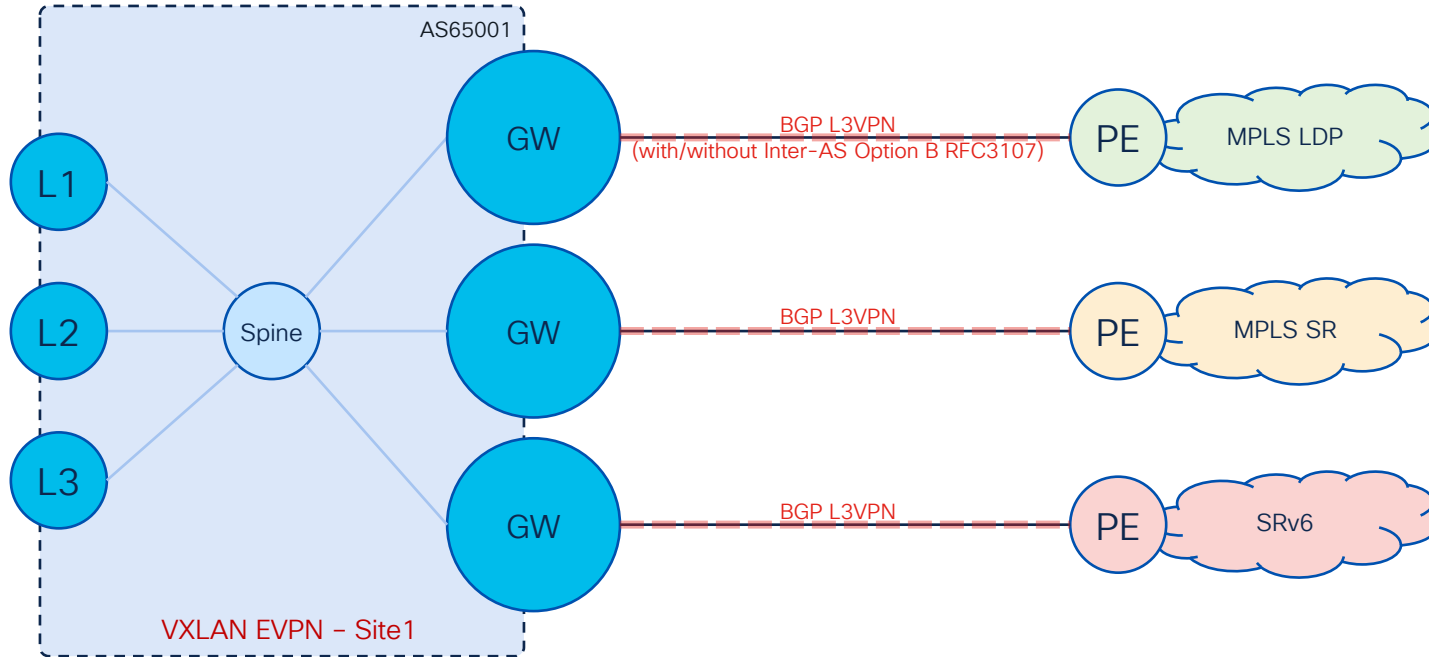 AS65001
L1
L2
L3
Spine
GW
GW
GW
BGP L3VPN
(with/without Inter-AS Option B RFC3107)
BGP L3VPN
BGP L3VPN
PE
MPLS LDP
PE
MPLS SR
PE
SRv6
VXLAN EVPN – Site1